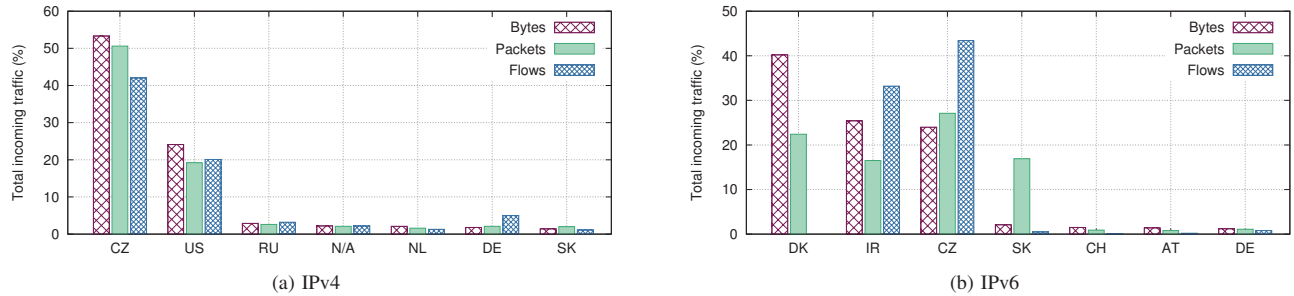 Total incoming traffic (%)
60
50
40
30
20
10
0
Bytes
Packets
Flows
CZ US RU N/A NL DE SK
(a) IPv4
Total incoming traffic (%)
50
40
30
20
10
0
Bytes
Packets
Flows
DK IR CZ SK CH AT DE
(b) IPv6